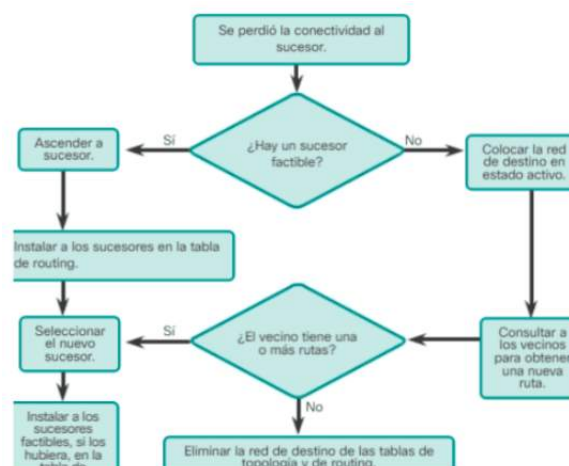 Se perdió la conectividad al
sucesor.
¿Hay un sucesor
factible?
Sí
No
Ascender a
sucesor.
Colocar la red
de destino en
estado activo.
Instalar a los sucesores en la tabla
de routing.
Seleccionar
el nuevo
sucesor.
Sí
¿El vecino tiene una
o más rutas?
Consultar a
los vecinos
para obtener
una nueva
ruta.
No
Instalar a los
sucesores
factibles, si los
hubiera, en la
tabla de
Eliminar la red de destino de las tablas de
topología y de routing.